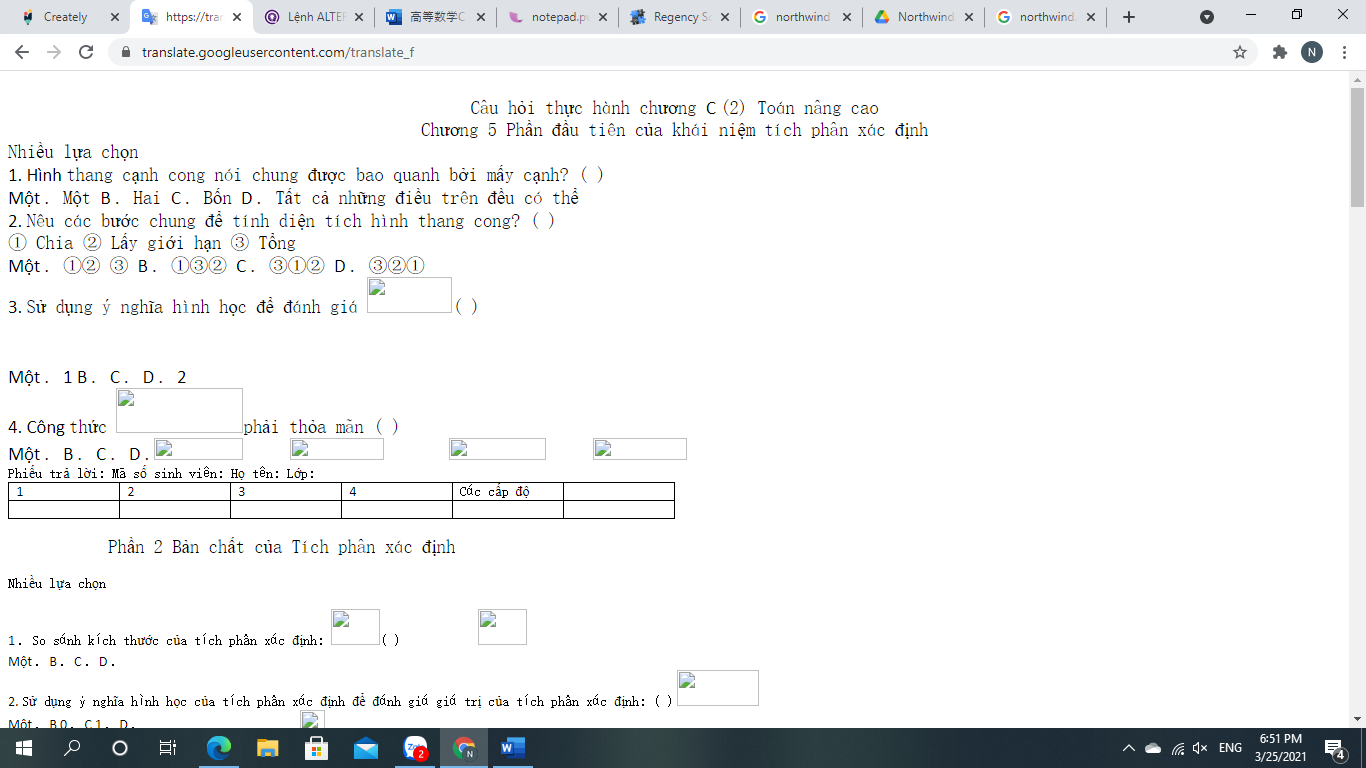 Creately
https://tran
Lệnh ALTER
高等数学C
notepad.pw
Regency Sc
northwind
Northwind.
northwind.
translate.googleusercontent.com/translate_f
N
Câu hỏi thực hành chương C (2) Toán nâng cao
Chương 5 Phần đầu tiên của khái niệm tích phân xác định
Nhiều lựa chọn
1. Hình thang cạnh cong nói chung được bao quanh bởi mấy cạnh? ( )
Một. Một B. Hai C. Bốn D. Tất cả những điều trên đều có thể
2. Nêu các bước chung để tính diện tích hình thang cong? ( )
① Chia ② Lấy giới hạn ③ Tổng
Một. ①② ③ B. ①③② C. ③①② D. ③②①
3. Sử dụng ý nghĩa hình học để đánh giá ( )
Một. 1 B. C. D. 2
4. Công thức phải thỏa mãn ( )
Một. B. C. D.
Phiếu trả lời: Mã số sinh viên: Họ tên: Lớp:
1 2 3 4 Các cấp độ
Phần 2 Bản chất của Tích phân xác định
Nhiều lựa chọn
1. So sánh kích thước của tích phân xác định: ( )
Một. B. C. D.
2. Sử dụng ý nghĩa hình học của tích phân xác định để đánh giá giá trị của tích phân xác định: ( )
Một. B 0. C 1. D.
Zalo
2
N
ENG
6:51 PM
3/25/2021
4